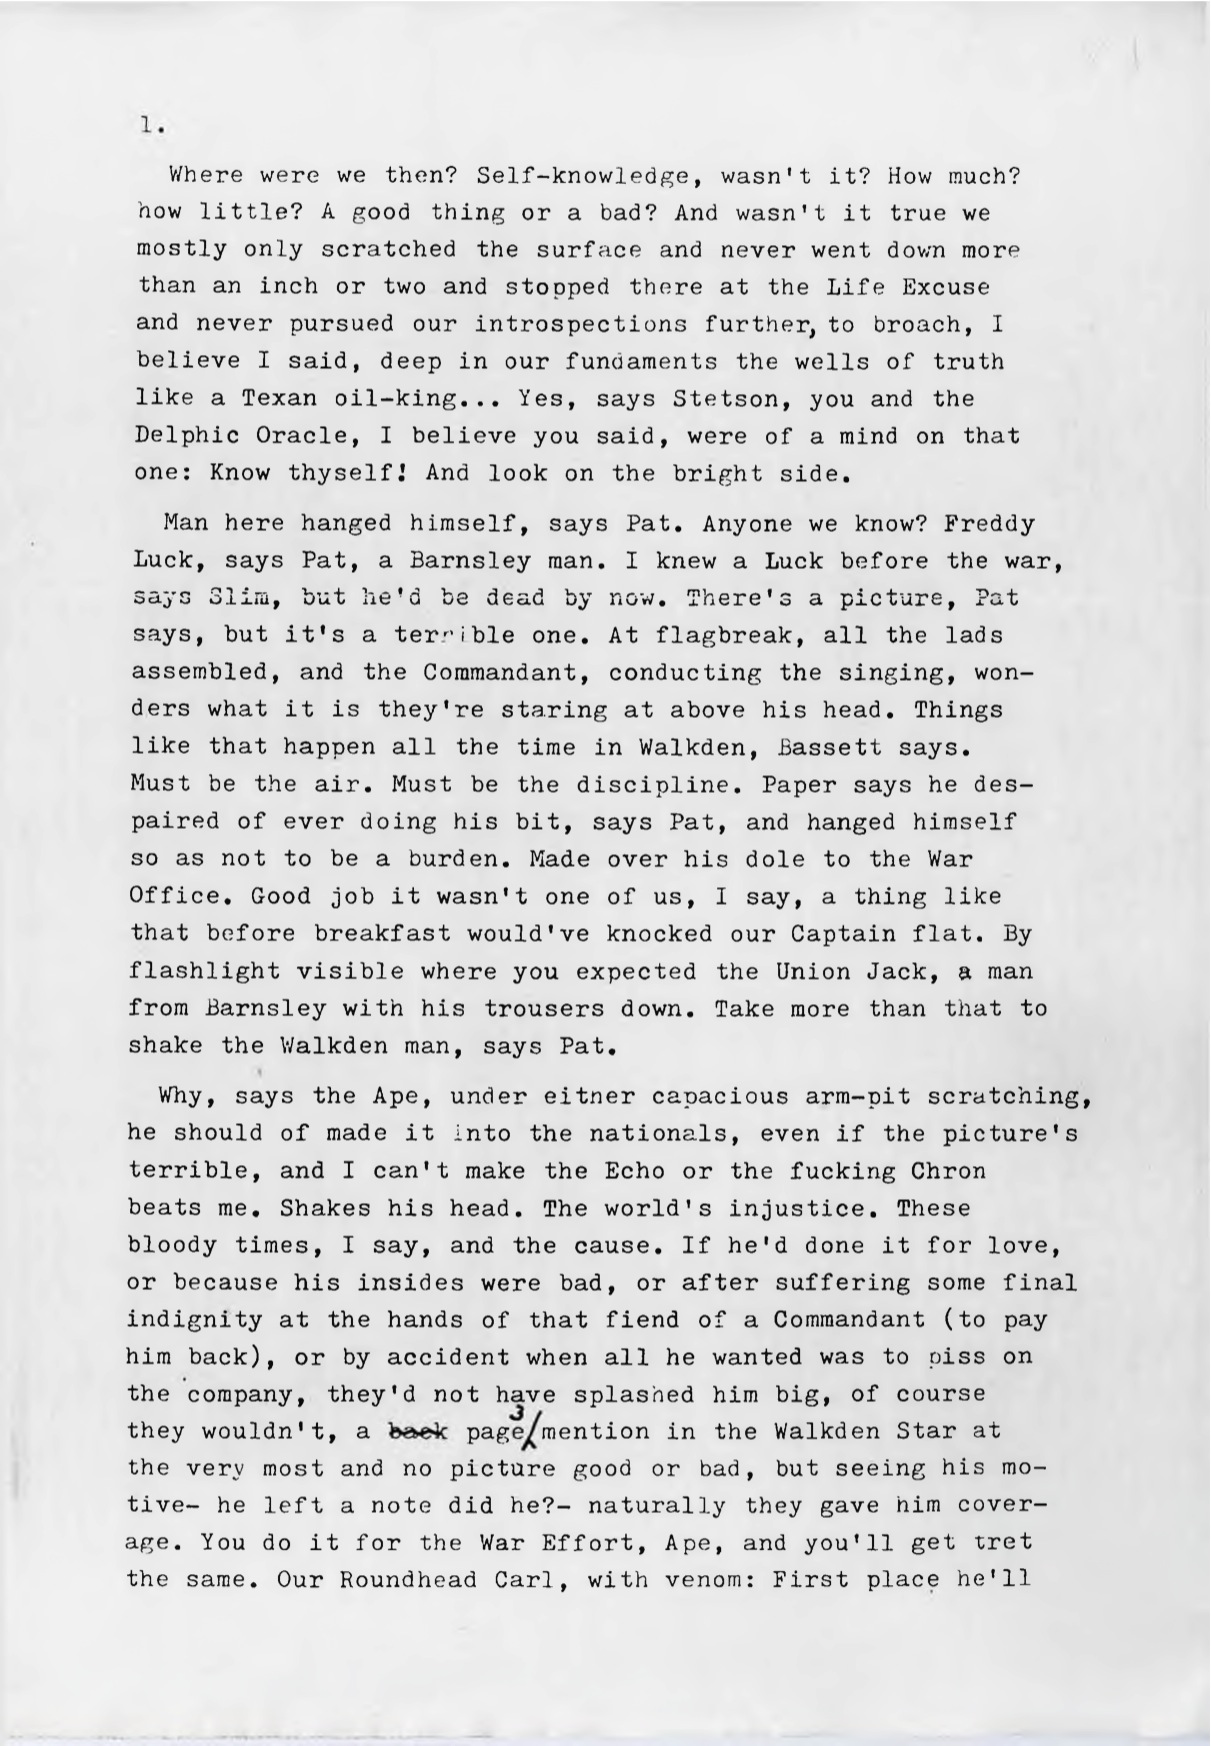 1.
Where were we then? Self-knowledge, wasn't it? How much?
how little? A good thing or a bad? And wasn't it true we
mostly only scratched the surface and never went down more
than an inch or two and stopped there at the Life Excuse
and never pursued our introspections further, to broach, I
believe I said, deep in our fundaments the wells of truth
like a Texan oil-king... Yes, says Stetson, you and the
Delphic Oracle, I believe you said, were of a mind on that
one: Know thyself! And look on the bright side.
Man here hanged himself, says Pat. Anyone we know? Freddy
Luck, says Pat, a Barnsley man. I knew a Luck before the war,
says Slim, but he'd be dead by now. There's a picture, Pat
says, but it's a terrible one. At flagbreak, all the lads
assembled, and the Commandant, conducting the singing, won-
ders what it is they're staring at above his head. Things
like that happen all the time in Walkden, Bassett says.
Must be the air. Must be the discipline. Paper says he des-
paired of ever doing his bit, says Pat, and hanged himself
so as not to be a burden. Made over his dole to the War
Office. Good job it wasn't one of us, I say, a thing like
that before breakfast would've knocked our Captain flat. By
flashlight visible where you expected the Union Jack, a man
from Barnsley with his trousers down. Take more than that to
shake the Walkden man, says Pat.
Why, says the Ape, under either capacious arm-pit scratching,
he should of made it into the nationals, even if the picture's
terrible, and I can't make the Echo or the fucking Chron
beats me. Shakes his head. The world's injustice. These
bloody times, I say, and the cause. If he'd done it for love,
or because his insides were bad, or after suffering some final
indignity at the hands of that fiend of a Commandant (to pay
him back), or by accident when all he wanted was to piss on
the company, they'd not have splashed him big, of course
they wouldn't, a back page 3 mention in the Walkden Star at
the very most and no picture good or bad, but seeing his mo-
tive- he left a note did he?- naturally they gave him cover-
age. You do it for the War Effort, Ape, and you'll get tret
the same. Our Roundhead Carl, with venom: First place he'll